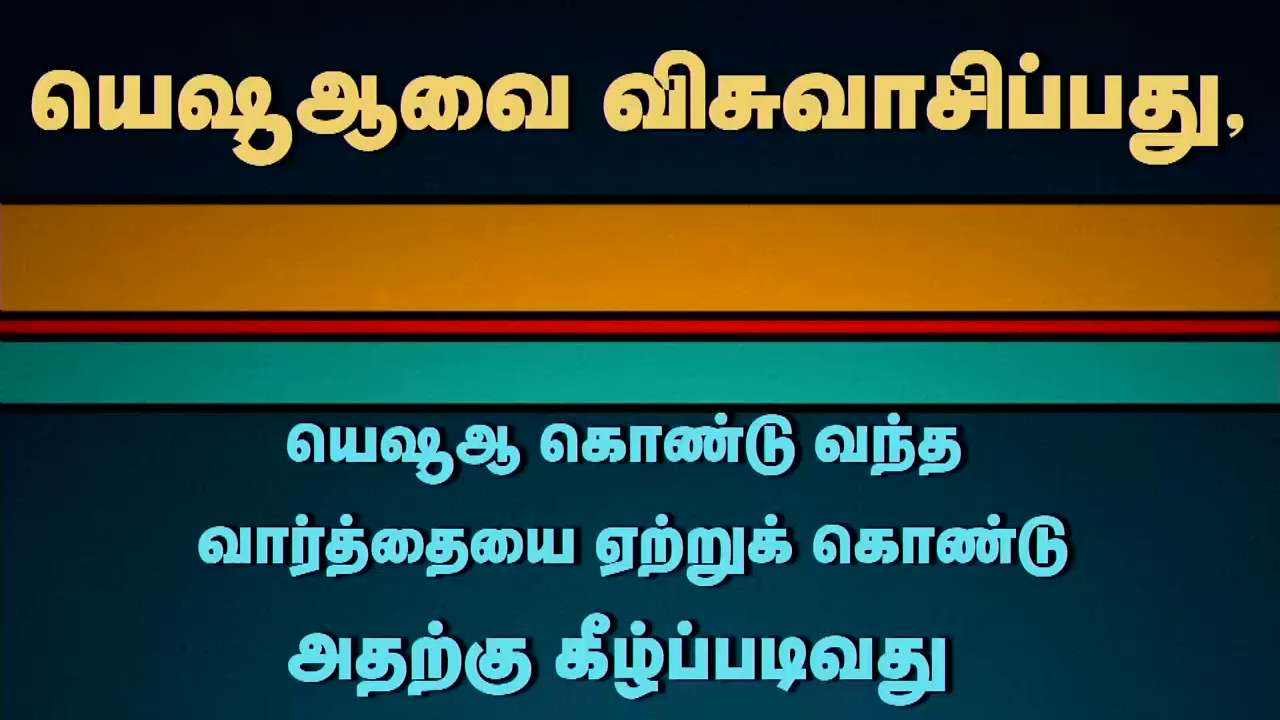 யெஷூஆவை விசுவாசிப்பது,
யெஷூஆ கொண்டு வந்த
வார்த்தையை ஏற்றுக் கொண்டு
அதற்கு கீழ்ப்படிவது